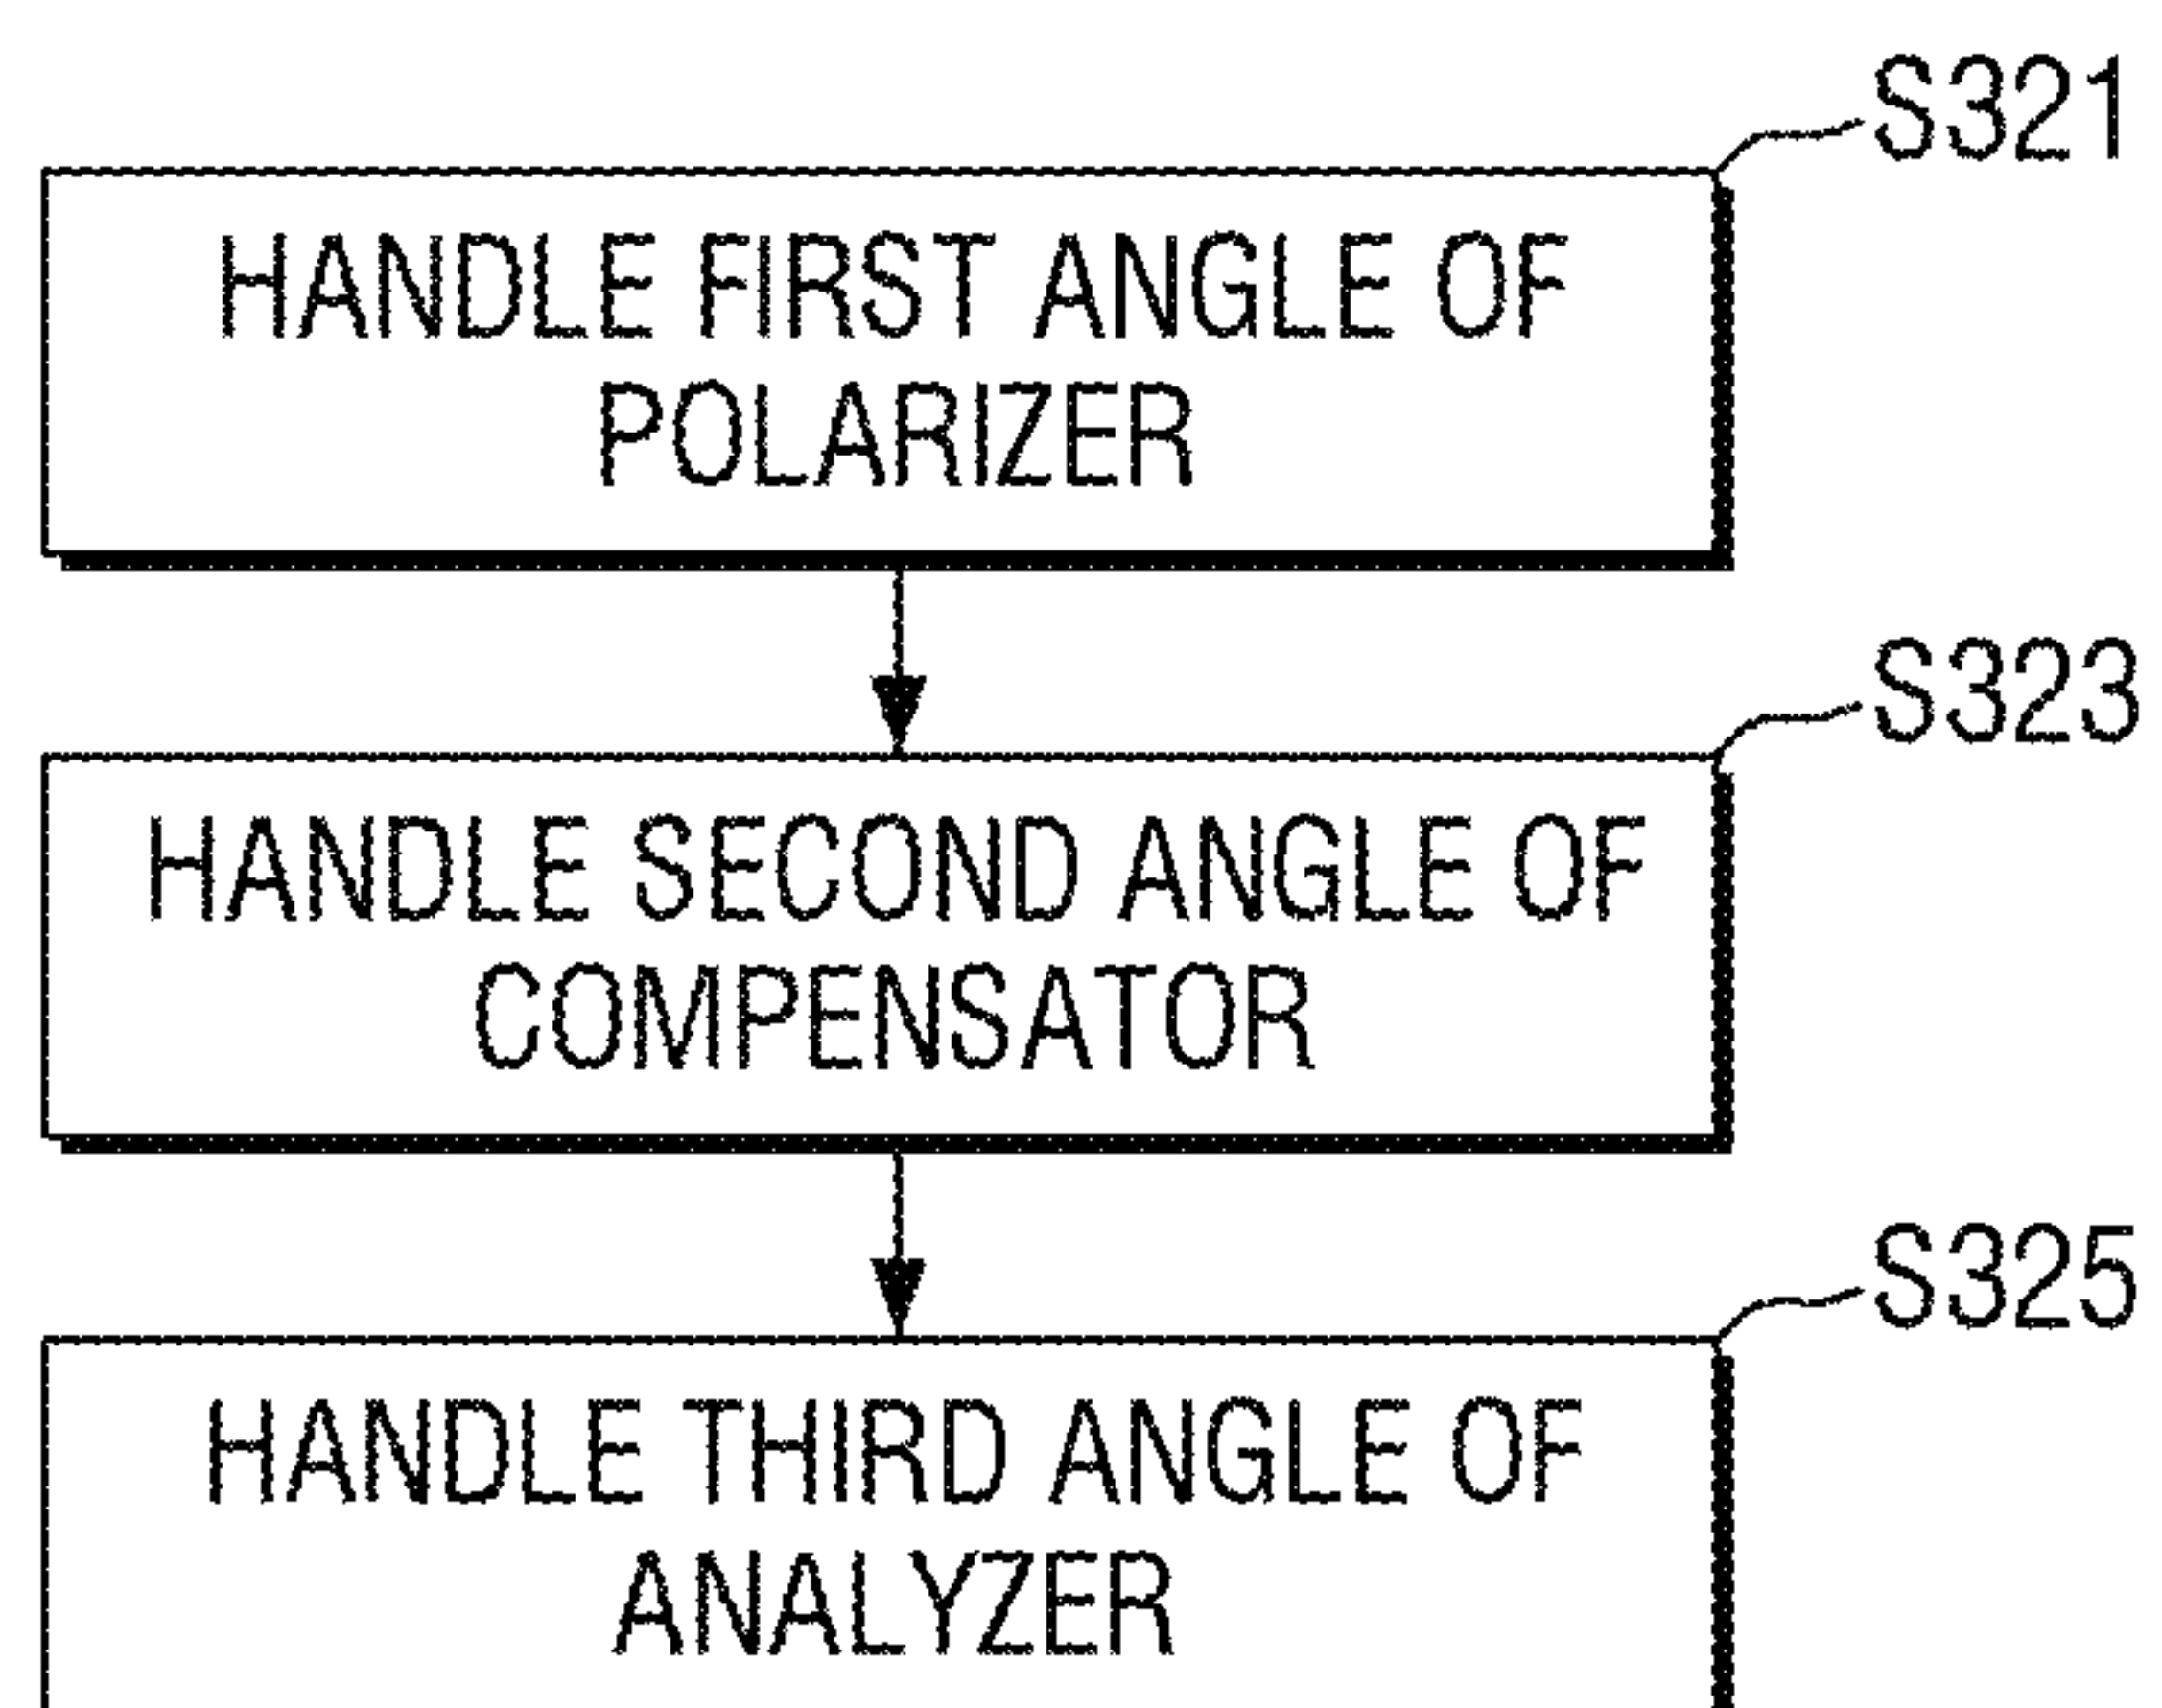 S321
HANDLE FIRST ANGLE OF
POLARIZER
S323
HANDLE SECOND ANGLE OF
COMPENSATOR
S325
HANDLE THIRD ANGLE OF
ANALYZER